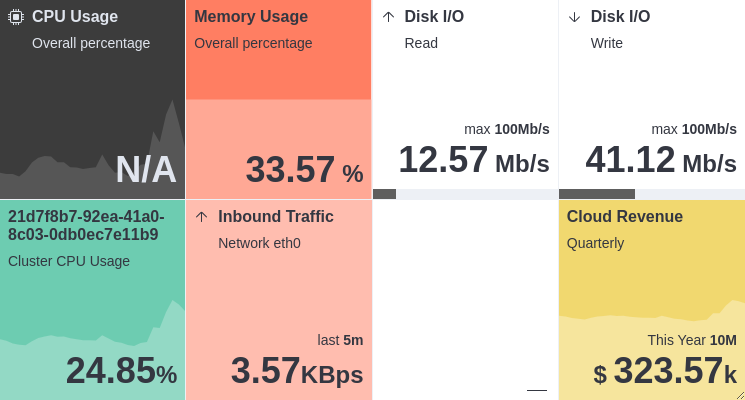 CPU Usage
Overall percentage
N/A
Memory Usage
Overall percentage
33.57 %
Disk I/O
Read
max 100Mb/s
12.57 Mb/s
Disk I/O
Write
max 100Mb/s
41.12 Mb/s
21d7f8b7-92ea-41a0-
8c03-0db0ec7e11b9
Cluster CPU Usage
24.85%
Inbound Traffic
Network eth0
last 5m
3.57KBps
—
Cloud Revenue
Quarterly
This Year 10M
$ 323.57k